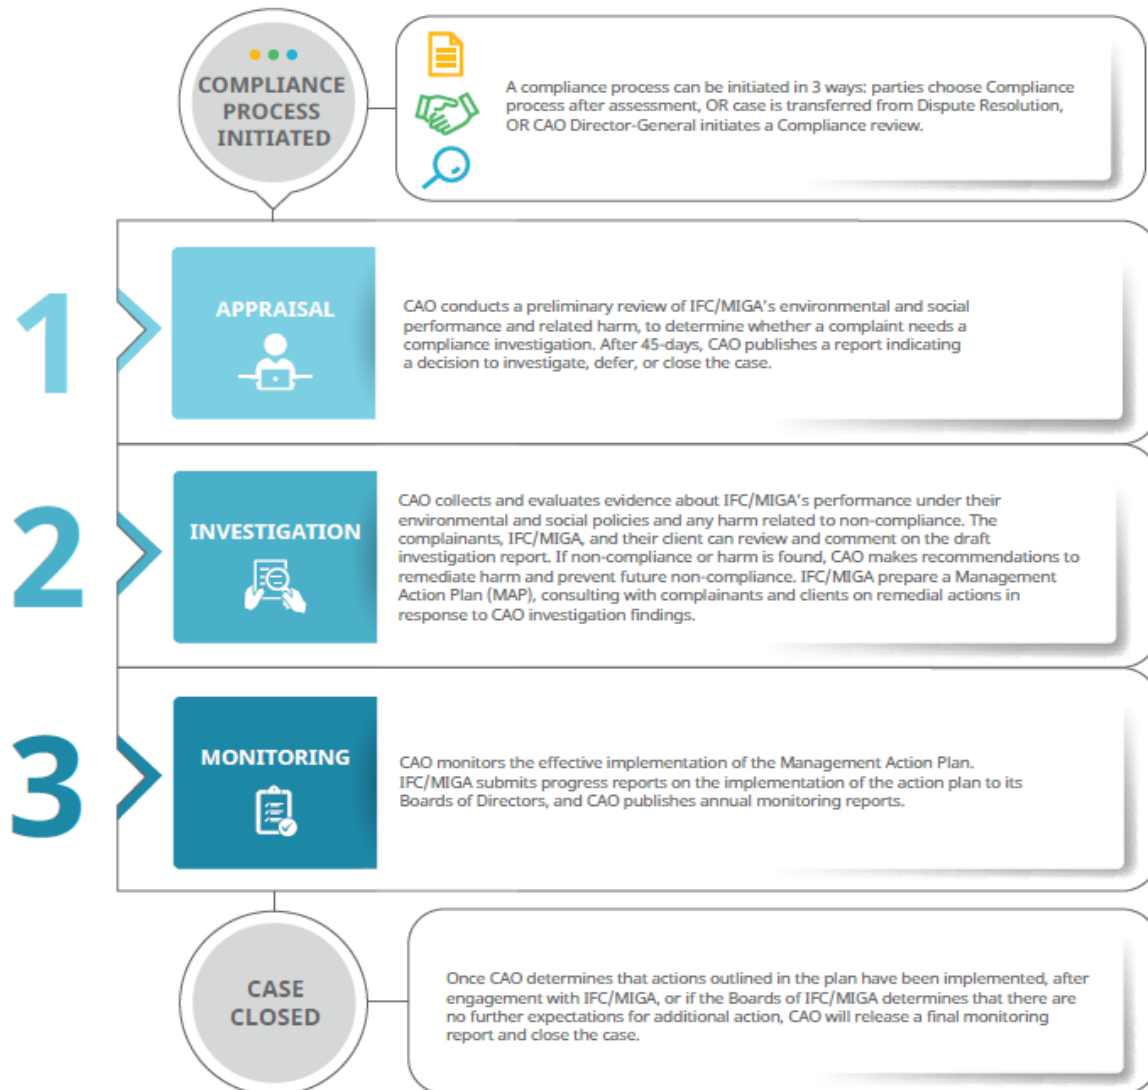 COMPLIANCE
PROCESS
INITIATED
A compliance process can be initiated in 3 ways: parties choose Compliance
process after assessment, OR case is transferred from Dispute Resolution,
OR CAO Director-General initiates a Compliance review.
1
APPRAISAL
CAO conducts a preliminary review of IFC/MIGA's environmental and social
performance and related harm, to determine whether a complaint needs a
compliance investigation. After 45-days, CAO publishes a report indicating
a decision to investigate, defer, or close the case.
2
INVESTIGATION
CAO collects and evaluates evidence about IFC/MIGA's performance under their
environmental and social policies and any harm related to non-compliance. The
complainants, IFC/MIGA, and their client can review and comment on the draft
investigation report. If non-compliance or harm is found, CAO makes recommendations to
remediate harm and prevent future non-compliance. IFC/MIGA prepare a Management
Action Plan (MAP), consulting with complainants and clients on remedial actions in
response to CAO investigation findings.
3
MONITORING
CAO monitors the effective implementation of the Management Action Plan.
IFC/MIGA submits progress reports on the implementation of the action plan to its
Boards of Directors, and CAO publishes annual monitoring reports.
CASE
CLOSED
Once CAO determines that actions outlined in the plan have been implemented, after
engagement with IFC/MIGA, or if the Boards of IFC/MIGA determines that there are
no further expectations for additional action, CAO will release a final monitoring
report and close the case.